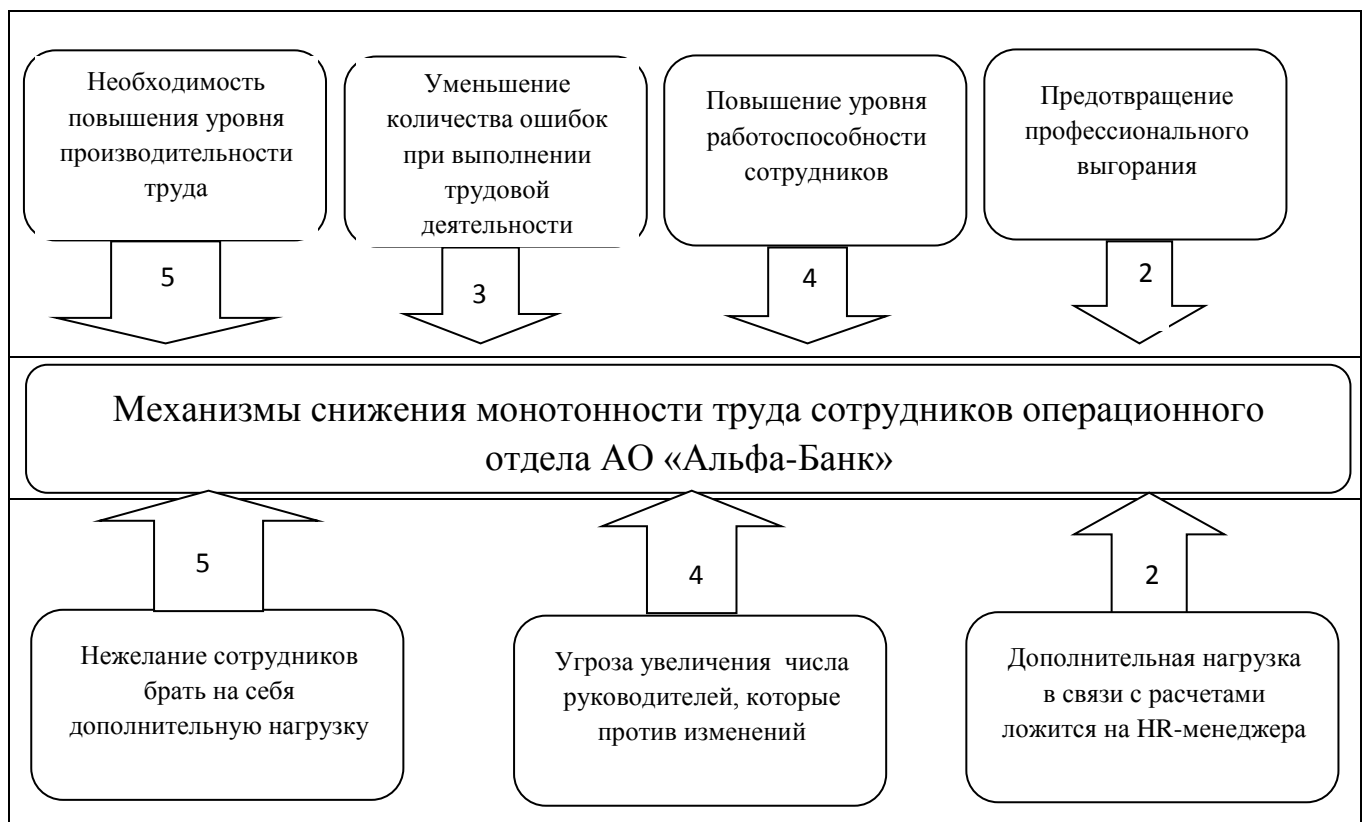 Необходимость
повышения уровня
производительности
труда
Уменьшение
количества ошибок
при выполнении
трудовой
деятельности
Повышение уровня
работоспособности
сотрудников
Предотвращение
профессионального
выгорания
5
3
4
2
Механизмы снижения монотонности труда сотрудников операционного
отдела АО «Альфа-Банк»
5
4
2
Нежелание сотрудников
брать на себя
дополнительную нагрузку
Угроза увеличения числа
руководителей, которые
против изменений
Дополнительная нагрузка
в связи с расчетами
ложится на HR-менеджера